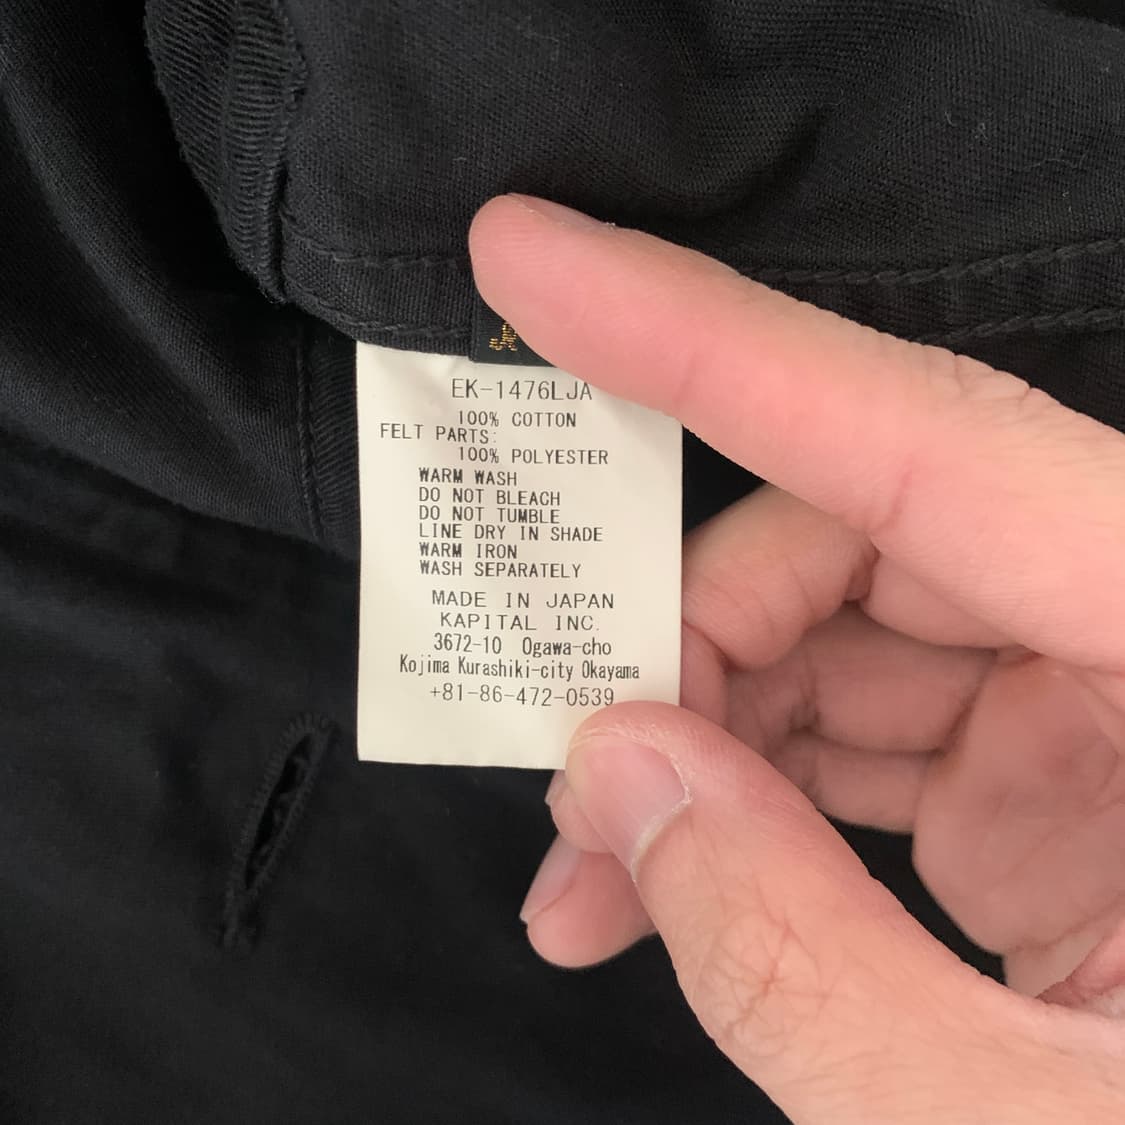 EK-1476LJA
100% COTTON
FELT PARTS:
100% POLYESTER
WARM WASH
DO NOT BLEACH
DO NOT TUMBLE
LINE DRY IN SHADE
WARM IRON
WASH SEPARATELY
MADE IN JAPAN
KAPITAL INC.
3672-10 Ogawa-cho
Kojima Kurashiki-city Okayama
+81-86-472-0539